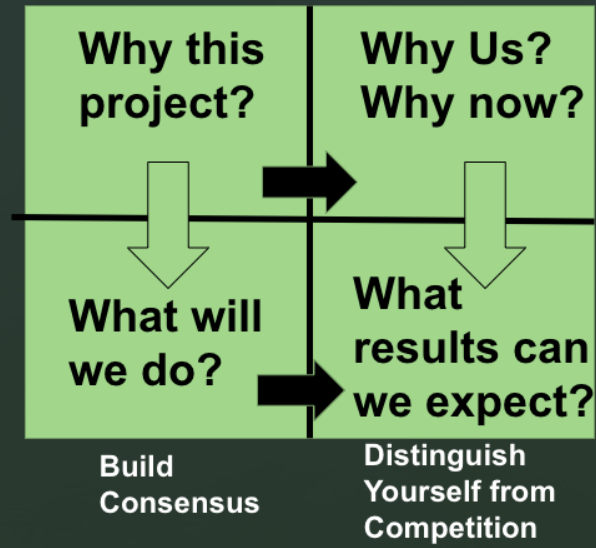 Why this
project?
Why Us?
Why now?
What will
we do?
What
results can
we expect?
Build
Consensus
Distinguish
Yourself from
Competition